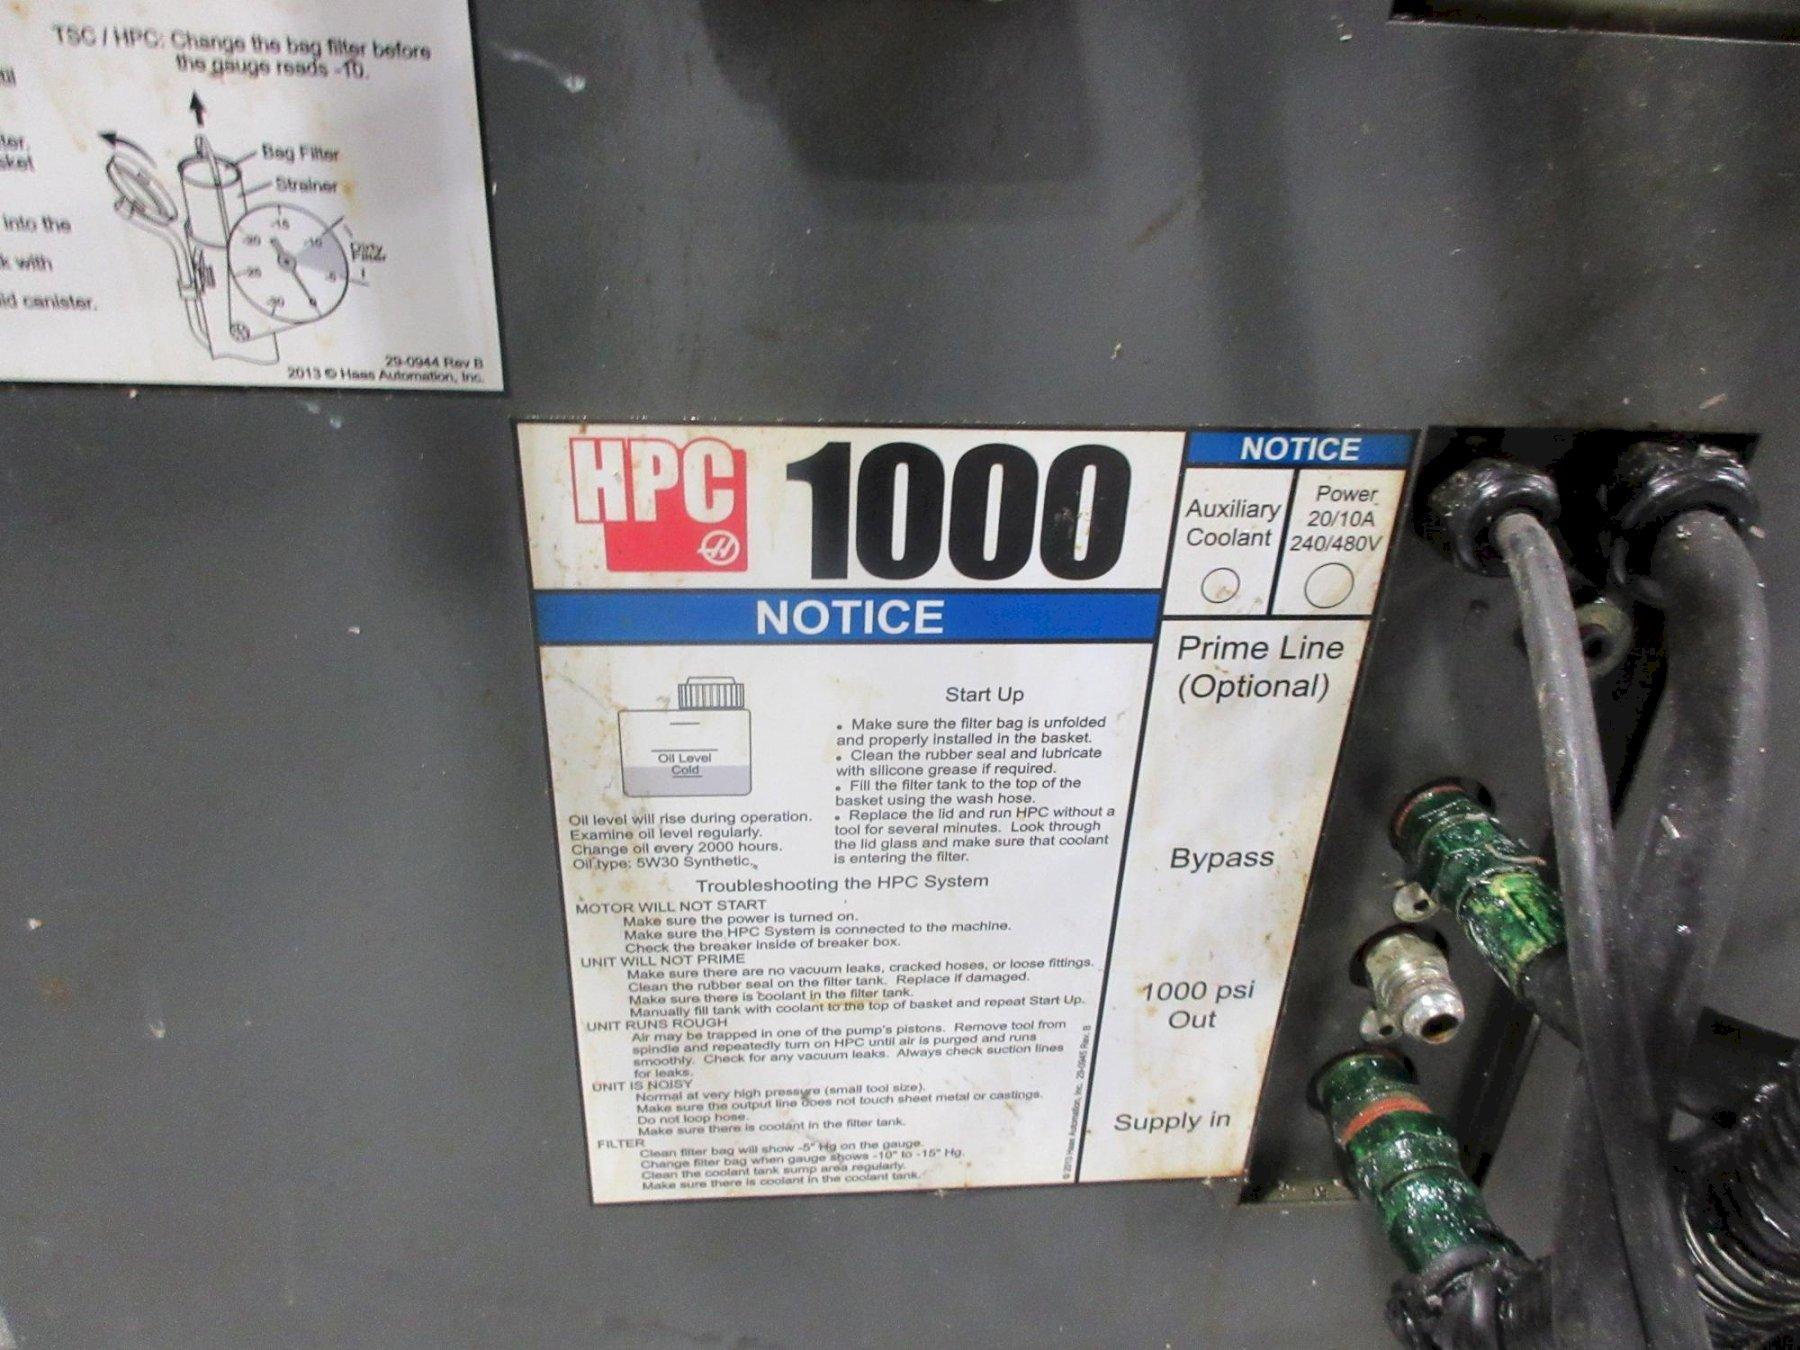 TSC / HPC: Change the bag filter before
the gauge reads -10.
into the
with
canister.
Bag Filter
Strainer
-15
-10
-20
-5
-25
-30
0
Dirty
Filter
29-0944 Rev B
2013 © Haas Automation, Inc.
HPC 1000
NOTICE
Oil Level
Cold
Oil level will rise during operation.
Examine oil level regularly.
Change oil every 2000 hours.
Oil type: 5W30 Synthetic.
Start Up
• Make sure the filter bag is unfolded
and properly installed in the basket.
• Clean the rubber seal and lubricate
with silicone grease if required.
• Fill the filter tank to the top of the
basket using the wash hose.
• Replace the lid and run HPC without a
tool for several minutes. Look through
the lid glass and make sure that coolant
is entering the filter.
Troubleshooting the HPC System
MOTOR WILL NOT START
Make sure the power is turned on.
Make sure the HPC System is connected to the machine.
Check the breaker inside of breaker box.
UNIT WILL NOT PRIME
Make sure there are no vacuum leaks, cracked hoses, or loose fittings.
Clean the rubber seal on the filter tank. Replace if damaged.
Make sure there is coolant in the filter tank.
Manually fill tank with coolant to the top of basket and repeat Start Up.
UNIT RUNS ROUGH
Air may be trapped in one of the pump's pistons. Remove tool from
spindle and repeatedly turn on HPC until air is purged and runs
smoothly. Check for any vacuum leaks. Always check suction lines
for leaks.
UNIT IS NOISY
Normal at very high pressure (small tool size).
Make sure the output line does not touch sheet metal or castings.
Do not loop hose.
Make sure there is coolant in the filter tank.
FILTER
Clean filter bag will show -5" Hg on the gauge.
Change filter bag when gauge shows -10" to -15" Hg.
Clean the coolant tank sump area regularly.
Make sure there is coolant in the coolant tank.
© 2013 Haas Automation, Inc. 29-0945 Rev. B
NOTICE
Auxiliary
Coolant
Power
20/10A
240/480V
Prime Line
(Optional)
Bypass
1000 psi
Out
Supply in